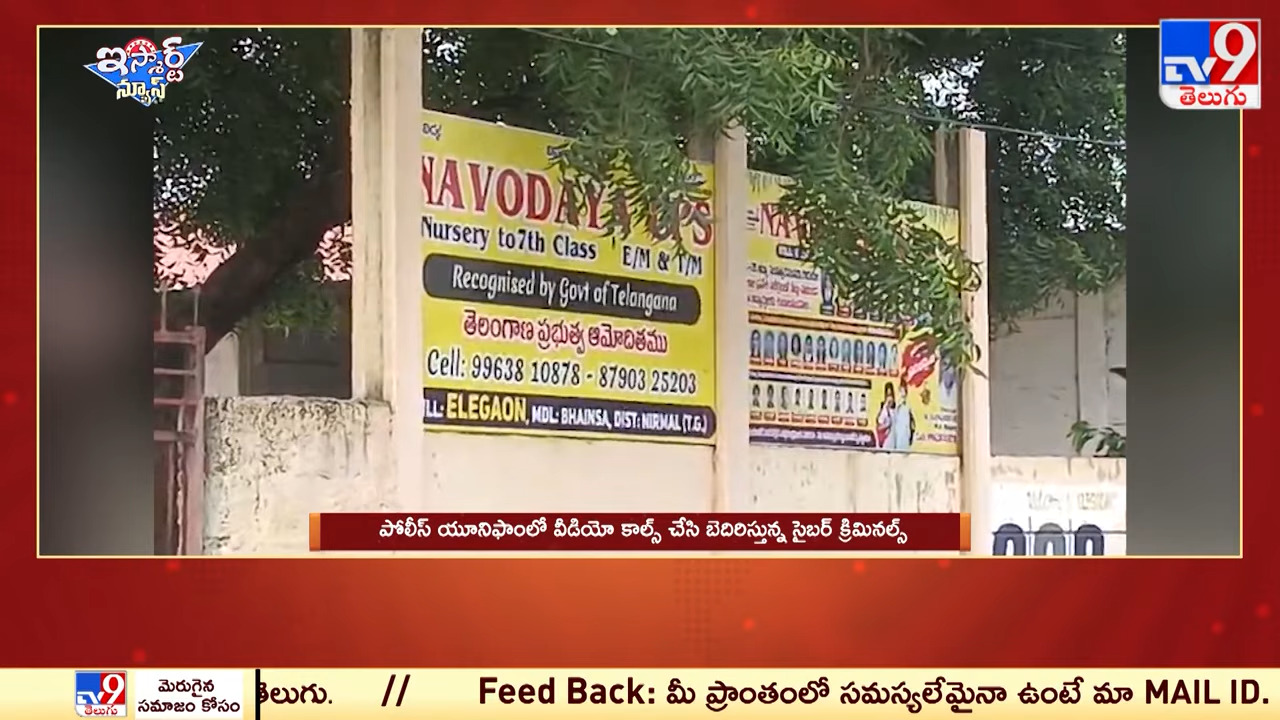 ఇస్మార్ట్
న్యూస్
TV9
తెలుగు
NAVODAYA UPS
Nursery to 7th Class E/M & T/M
Recognised by Govt of Telangana
తెలంగాణ ప్రభుత్వ ఆమోదితము
Cell: 99638 10878 - 87903 25203
ELEGAON, MDL: BHAINSA, DIST: NIRMAL (T.G.)
పోలీస్ యూనిఫాంలో వీడియో కాల్స్ చేసి బెదిరిస్తున్న సైబర్ క్రిమినల్స్
TV9
తెలుగు
మెరుగైన
సమాజం కోసం
తెలుగు. // Feed Back: మీ ప్రాంతంలో సమస్యలేమైనా ఉంటే మా MAIL ID.